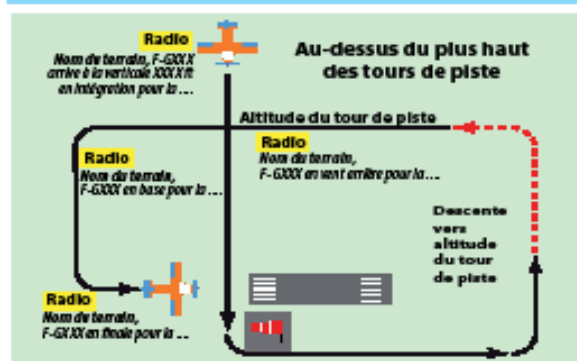 Radio
Nom du terrain, F-GXXX
arrive à la verticale XXXX ft
en intégration pour la ....
Au-dessus du plus haut
des tours de piste
Altitude du tour de piste
Radio
Nom du terrain,
F-GXXX en vent arrière pour la ....
Radio
Nom du terrain,
F-GXXX en base pour la ....
Descente
vers
altitude
du tour
de piste
Radio
Nom du terrain,
F-GXXX en finale pour la ...